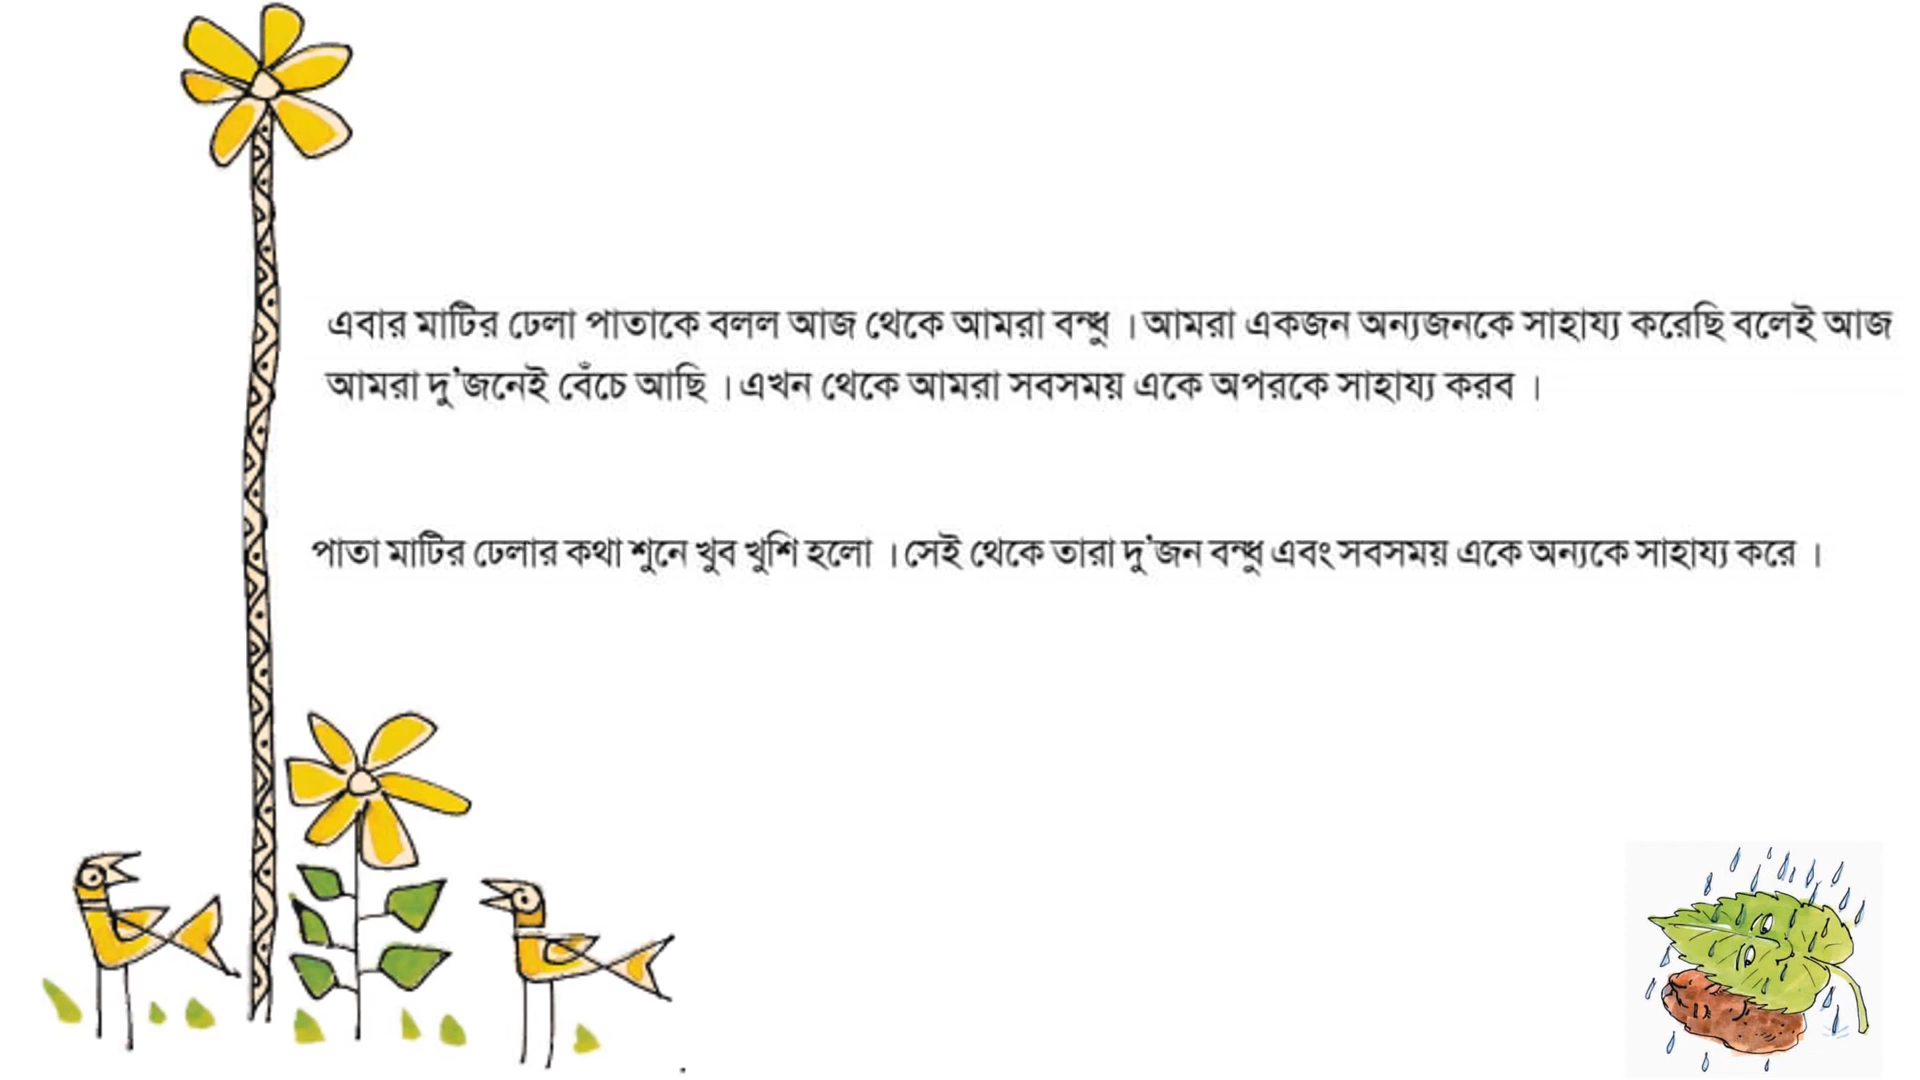 এবার মাটির ঢেলা পাতাকে বলল আজ থেকে আমরা বন্ধু । আমরা একজন অন্যজনকে সাহায্য করেছি বলেই আজ
আমরা দু'জনেই বেঁচে আছি । এখন থেকে আমরা সবসময় একে অপরকে সাহায্য করব ।
পাতা মাটির ঢেলার কথা শুনে খুব খুশি হলো । সেই থেকে তারা দু'জন বন্ধু এবং সবসময় একে অন্যকে সাহায্য করে ।